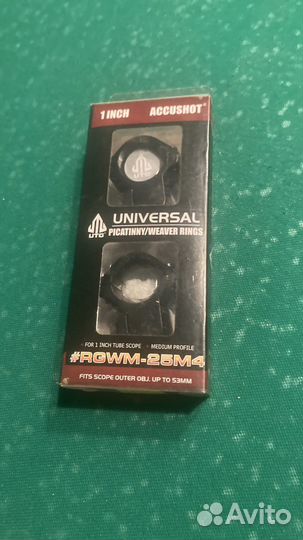 1 INCH ACCUSHOT®
UTG
UTG UNIVERSAL
PICATINNY/WEAVER RINGS
· FOR 1 INCH TUBE SCOPE · MEDIUM PROFILE
#RGWM-25M4
FITS SCOPE OUTER OBJ. UP TO 53MM
Avito